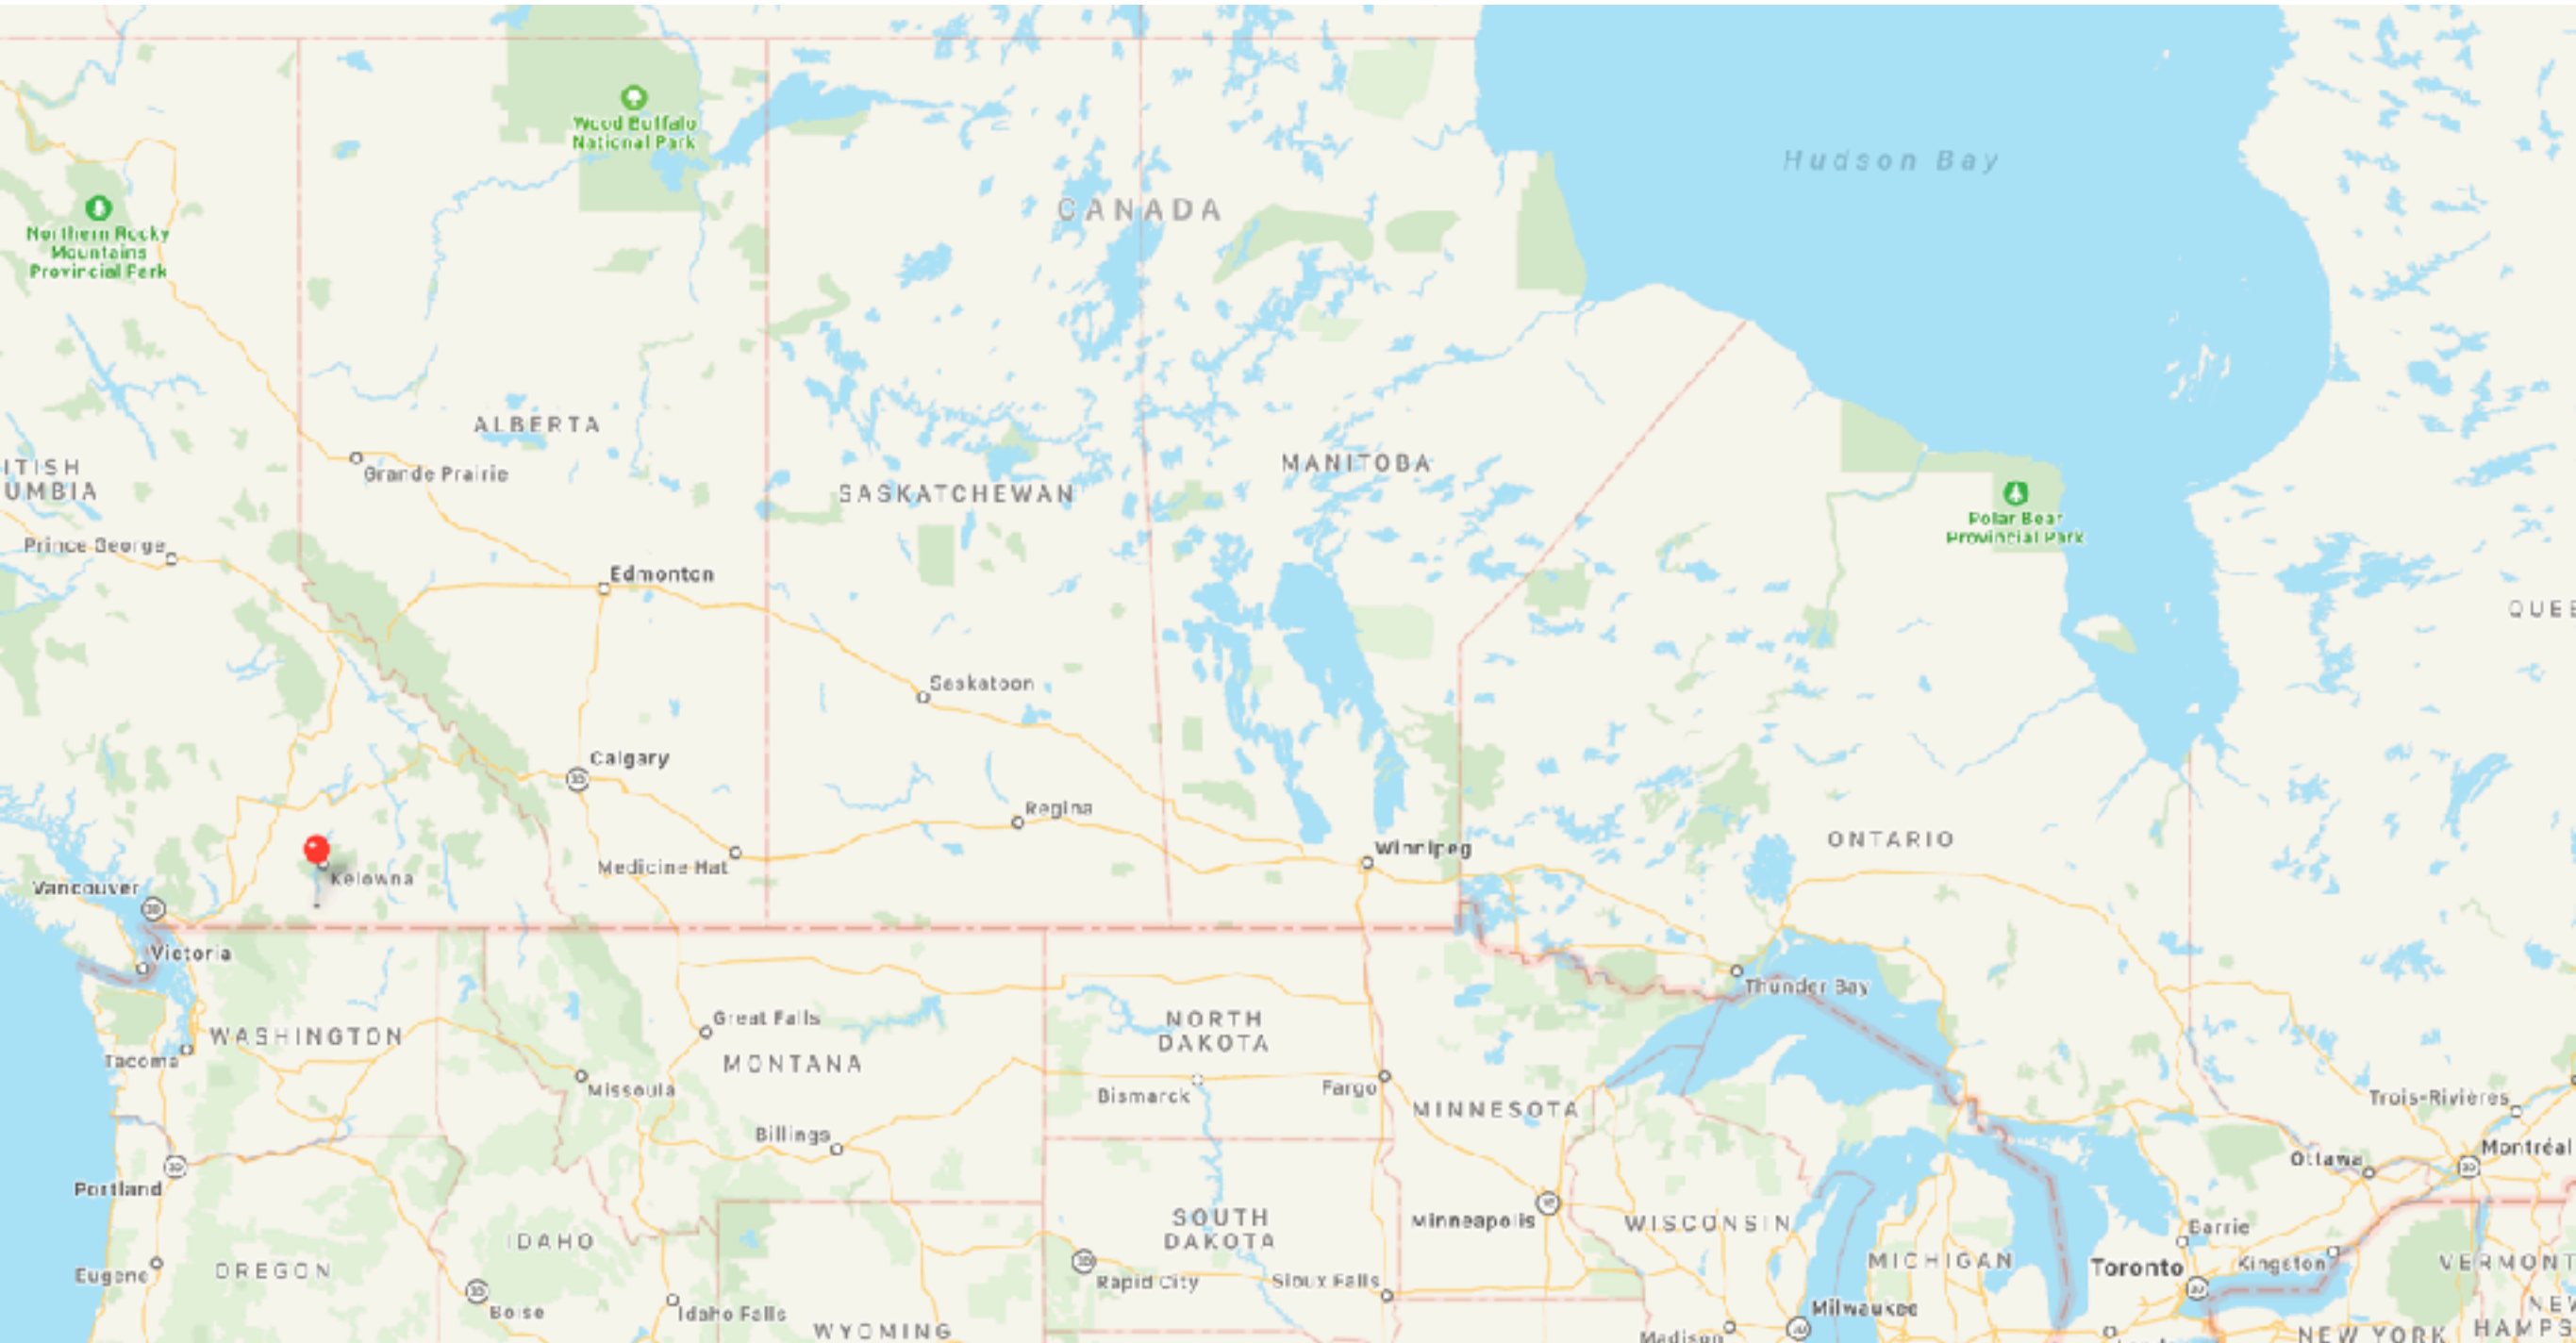 Wood Buffalo
National Park
Hudson Bay
CANADA
Northern Rocky
Mountains
Provincial Park
ALBERTA
Grande Prairie
ITISH
UMBIA
SASKATCHEWAN
MANITOBA
Polar Bear
Provincial Park
Prince George
Edmonton
QUEB
Saskatoon
Calgary
Regina
Medicine Hat
Winnipeg
ONTARIO
Kelowna
Vancouver
Victoria
Thunder Bay
Great Falls
NORTH
DAKOTA
WASHINGTON
Tacoma
MONTANA
Missoula
Bismarck
Fargo
MINNESOTA
Trois-Rivières
Billings
Montréal
Ottawa
Portland
Minneapolis
WISCONSIN
SOUTH
DAKOTA
Barrie
IDAHO
OREGON
Eugene
Rapid City
Sioux Falls
MICHIGAN
Toronto
Kingston
VERMONT
Boise
Idaho Falls
Milwaukee
NEW
HAMPS
WYOMING
Madison
NEW YORK